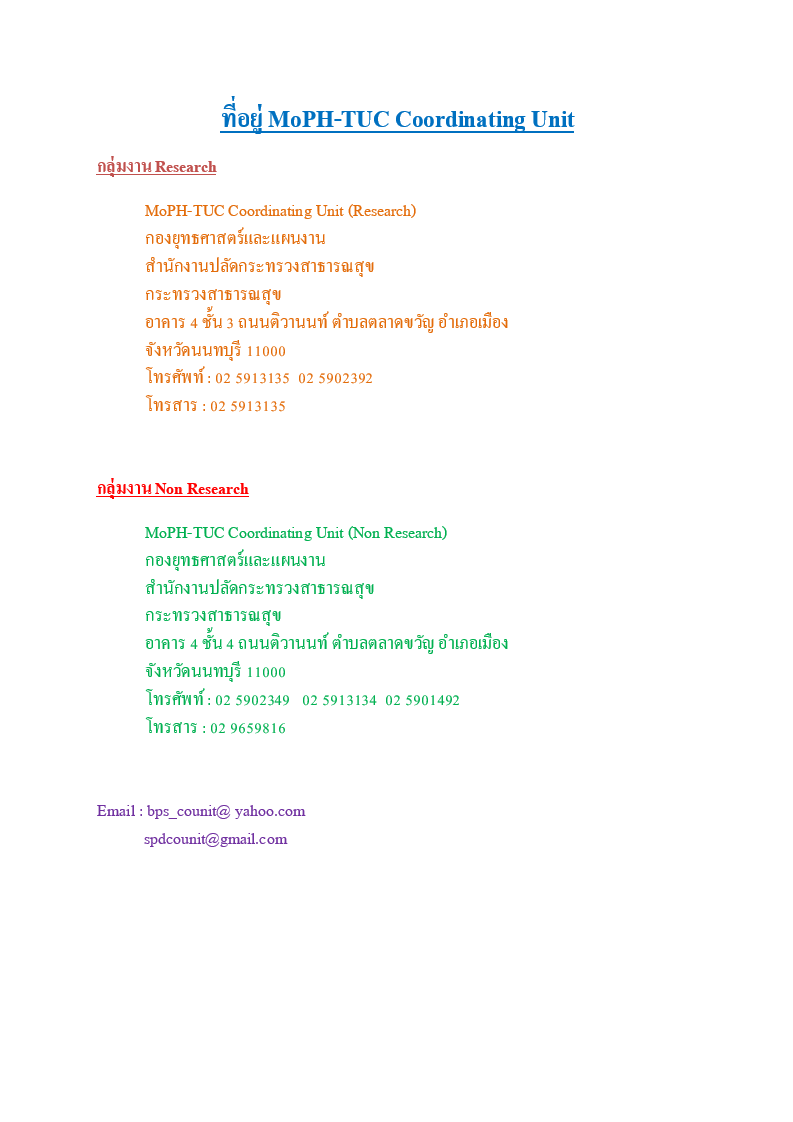 ที่อยู่ MoPH-TUC Coordinating Unit
กลุ่มงาน Research
MoPH-TUC Coordinating Unit (Research)
กองยุทธศาสตร์และแผนงาน
สำนักงานปลัดกระทรวงสาธารณสุข
กระทรวงสาธารณสุข
อาคาร 4 ชั้น 3 ถนนติวานนท์ ตำบลตลาดขวัญ อำเภอเมือง
จังหวัดนนทบุรี 11000
โทรศัพท์ : 02 5913135  02 5902392
โทรสาร : 02 5913135
กลุ่มงาน Non Research
MoPH-TUC Coordinating Unit (Non Research)
กองยุทธศาสตร์และแผนงาน
สำนักงานปลัดกระทรวงสาธารณสุข
กระทรวงสาธารณสุข
อาคาร 4 ชั้น 4 ถนนติวานนท์ ตำบลตลาดขวัญ อำเภอเมือง
จังหวัดนนทบุรี 11000
โทรศัพท์ : 02 5902349   02 5913134  02 5901492
โทรสาร : 02 9659816
Email : bps_counit@ yahoo.com
spdcounit@gmail.com